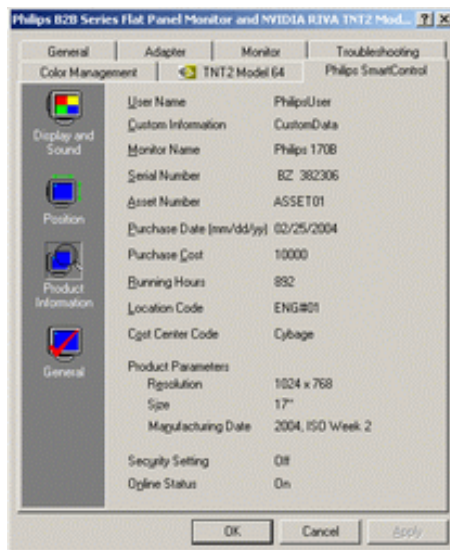 Philips B2B Series Flat Panel Monitor and NVIDIA RIVA TNT2 Mod...
General Adapter Monitor Troubleshooting
Color Management TNT2 Model 64 Philips SmartControl
Display and
Sound
Position
Product
Information
General
User Name PhilipsUser
Custom Information CustomData
Monitor Name Philips 170B
Serial Number BZ 382306
Asset Number ASSET01
Purchase Date (mm/dd/yy) 02/25/2004
Purchase Cost 10000
Running Hours 892
Location Code ENG#01
Cost Center Code Cybage
Product Parameters
Resolution 1024 x 768
Size 17"
Manufacturing Date 2004, ISO Week 2
Security Setting Off
Online Status On
OK Cancel Apply